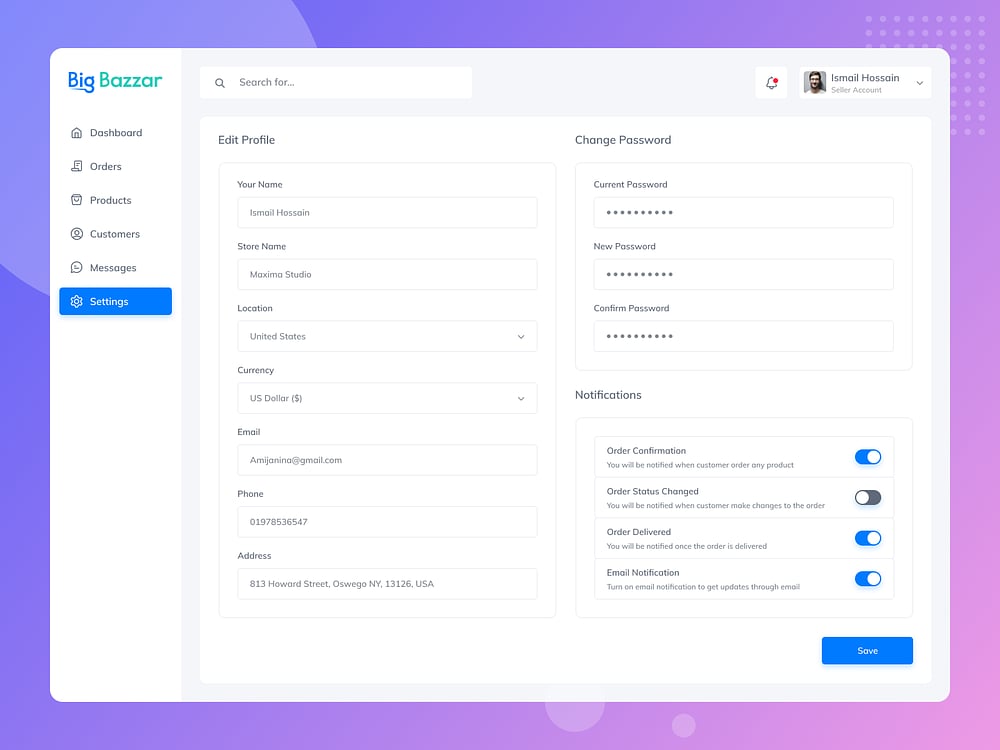 Big Bazzar
Dashboard
Orders
Products
Customers
Messages
Settings
Search for...
Ismail Hossain
Seller Account
Edit Profile
Your Name
Ismail Hossain
Store Name
Maxima Studio
Location
United States
Currency
US Dollar ($)
Email
Amijanina@gmail.com
Phone
01978536547
Address
813 Howard Street, Oswego NY, 13126, USA
Change Password
Current Password
••••••••••
New Password
••••••••••
Confirm Password
••••••••••
Notifications
Order Confirmation
You will be notified when customer order any product
Order Status Changed
You will be notified when customer make changes to the order
Order Delivered
You will be notified once the order is delivered
Email Notification
Turn on email notification to get updates through email
Save